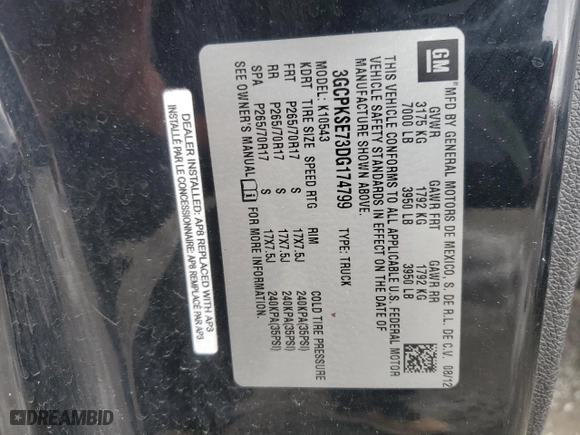 GM
MFD BY GENERAL MOTORS DE MEXICO, S. DE R.L. DE C.V. 08/12
GVWR GAWR FRT GAWR RR
3175 KG 1792 KG 1792 KG
7000 LB 3950 LB 3950 LB
THIS VEHICLE CONFORMS TO ALL APPLICABLE U.S. FEDERAL MOTOR
VEHICLE SAFETY STANDARDS IN EFFECT ON THE DATE OF
MANUFACTURE SHOWN ABOVE.
3GCPKSE73DG174799 TYPE: TRUCK
MODEL: K10543 COLD TIRE PRESSURE
KDRT TIRE SIZE SPEED RTG RIM
FRT P265/70R17 S 17X7.5J 240KPA(35PSI)
RR P265/70R17 S 17X7.5J 240KPA(35PSI)
SPA P265/70R17 S 17X7.5J 240KPA(35PSI)
SEE OWNER'S MANUAL FOR MORE INFORMATION.
DEALER INSTALLED: AP8 REPLACED WITH AP3
INSTALLÉ PAR LE CONCESSIONNAIRE: AP8 REMPLACÉ PAR AP3
DREAMBID